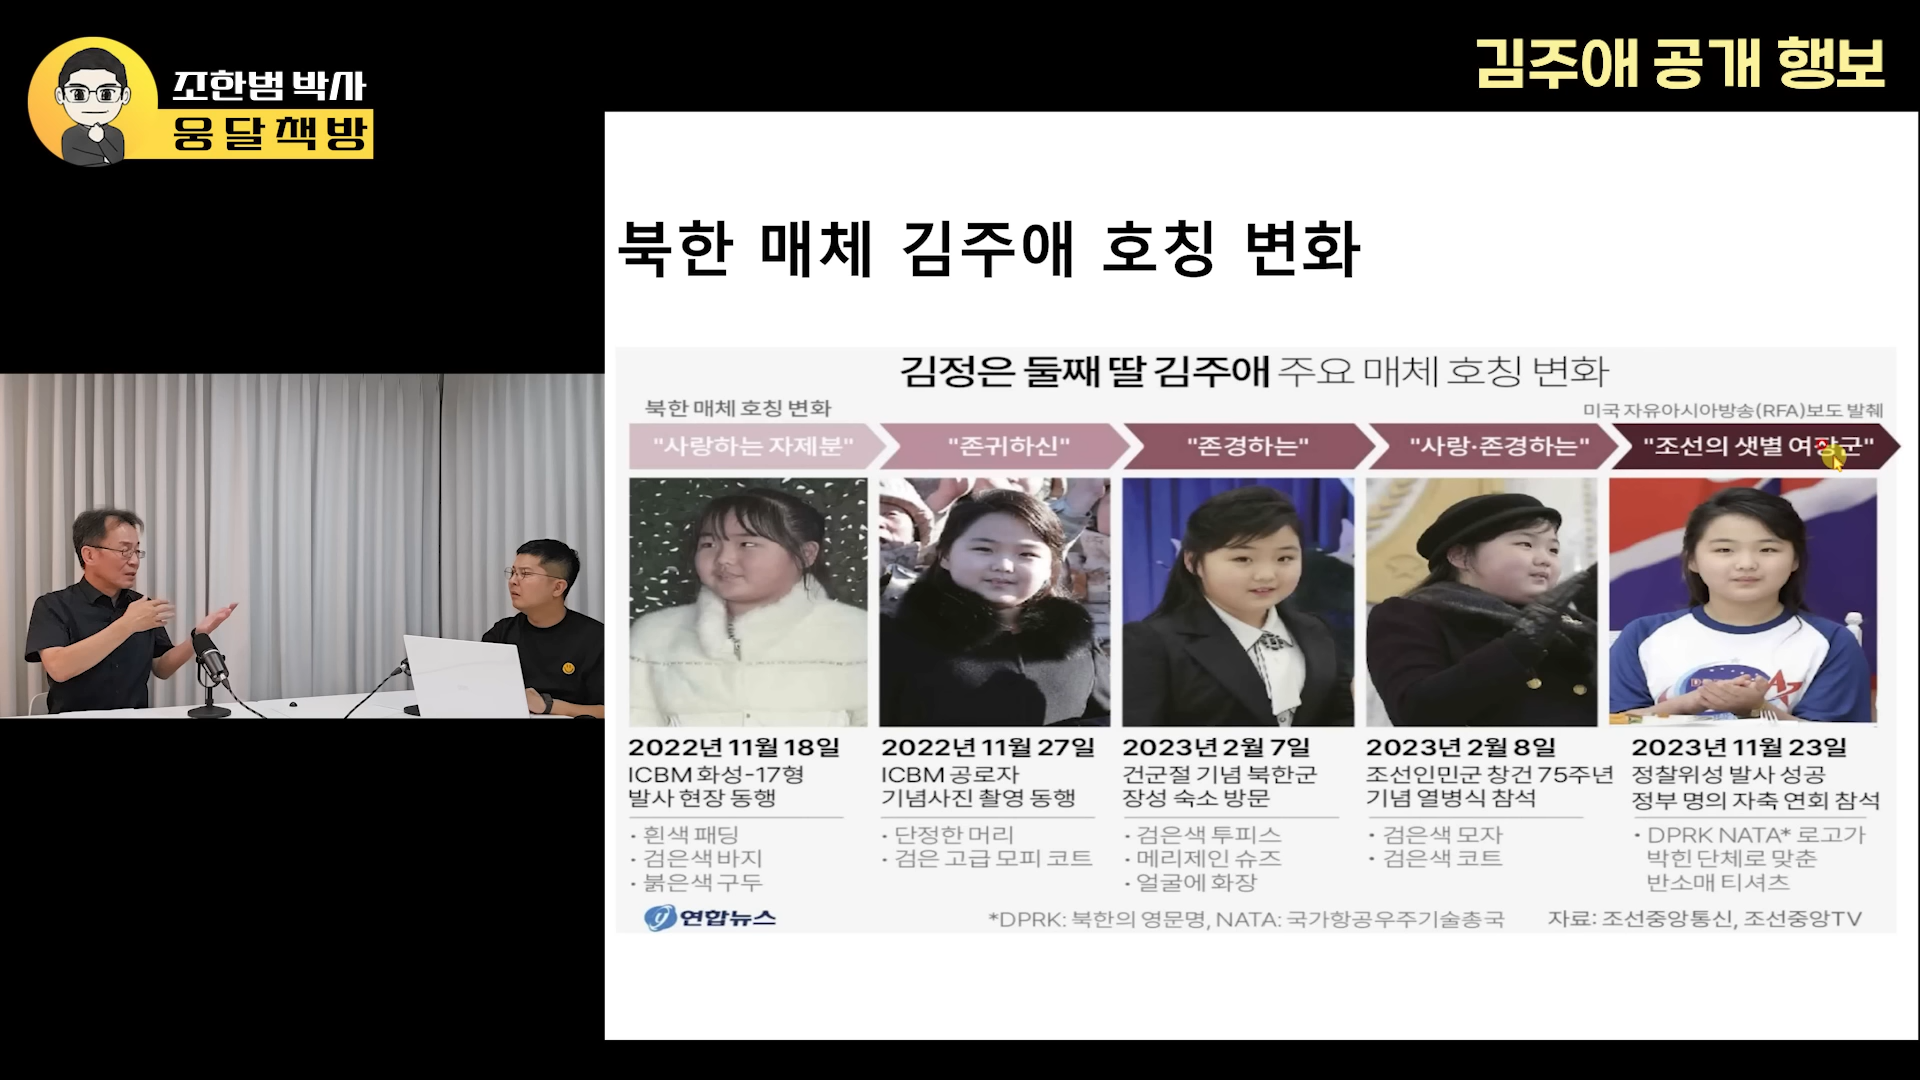 조한범 박사
웅달책방
김주애 공개 행보
북한 매체 김주애 호칭 변화
김정은 둘째 딸 김주애 주요 매체 호칭 변화
북한 매체 호칭 변화
미국 자유아시아방송(RFA)보도 발췌
"사랑하는 자제분"
"존귀하신"
"존경하는"
"사랑·존경하는"
"조선의 샛별 여장군"
2022년 11월 18일
ICBM 화성-17형
발사 현장 동행
· 흰색 패딩
· 검은색 바지
· 붉은색 구두
2022년 11월 27일
ICBM 공로자
기념사진 촬영 동행
· 단정한 머리
· 검은 고급 모피 코트
2023년 2월 7일
건군절 기념 북한군
장성 숙소 방문
· 검은색 투피스
· 메리제인 슈즈
· 얼굴에 화장
2023년 2월 8일
조선인민군 창건 75주년
기념 열병식 참석
· 검은색 모자
· 검은색 코트
2023년 11월 23일
정찰위성 발사 성공
정부 명의 자축 연회 참석
· DPRK NATA* 로고가
박힌 단체로 맞춘
반소매 티셔츠
연합뉴스
*DPRK: 북한의 영문명, NATA: 국가항공우주기술총국
자료: 조선중앙통신, 조선중앙TV